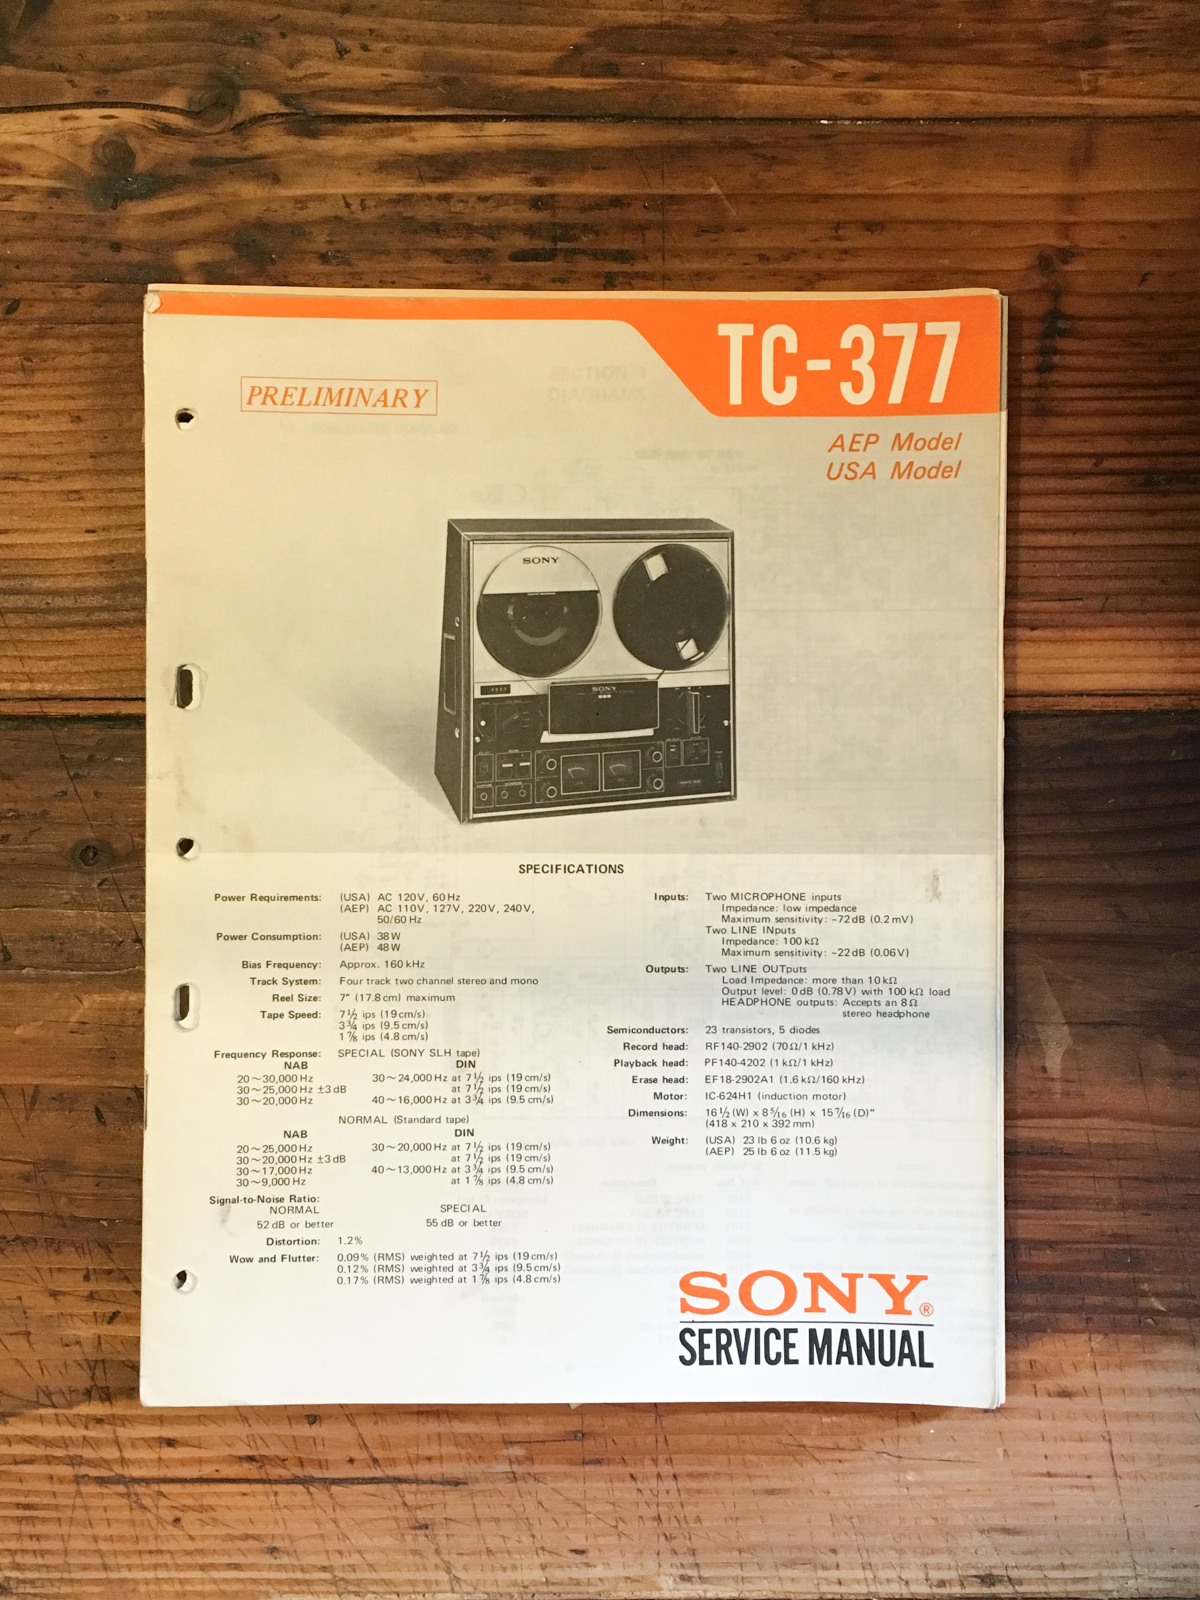 TC-377
PRELIMINARY
AEP Model
USA Model
SONY
SONY
SPECIFICATIONS
Power Requirements: (USA) AC 120V, 60Hz
(AEP) AC 110V, 127V, 220V, 240V,
50/60Hz
Power Consumption: (USA) 38W
(AEP) 48W
Bias Frequency: Approx. 160kHz
Track System: Four track two channel stereo and mono
Reel Size: 7" (17.8cm) maximum
Tape Speed: 7½ ips (19cm/s)
3¾ ips (9.5cm/s)
1⅞ ips (4.8cm/s)
Frequency Response: SPECIAL (SONY SLH tape)
NAB DIN
20~30,000Hz 30~24,000Hz at 7½ ips (19cm/s)
30~25,000Hz ±3dB at 7½ ips (19cm/s)
30~20,000Hz 40~16,000Hz at 3¾ ips (9.5cm/s)
NORMAL (Standard tape)
NAB DIN
20~25,000Hz 30~20,000Hz at 7½ ips (19cm/s)
30~20,000Hz ±3dB at 7½ ips (19cm/s)
30~17,000Hz 40~13,000Hz at 3¾ ips (9.5cm/s)
30~9,000Hz at 1⅞ ips (4.8cm/s)
Signal-to-Noise Ratio:
NORMAL SPECIAL
52dB or better 55dB or better
Distortion: 1.2%
Wow and Flutter: 0.09% (RMS) weighted at 7½ ips (19cm/s)
0.12% (RMS) weighted at 3¾ ips (9.5cm/s)
0.17% (RMS) weighted at 1⅞ ips (4.8cm/s)
Inputs: Two MICROPHONE inputs
Impedance: low impedance
Maximum sensitivity: -72dB (0.2mV)
Two LINE INputs
Impedance: 100kΩ
Maximum sensitivity: -22dB (0.06V)
Outputs: Two LINE OUTputs
Load Impedance: more than 10kΩ
Output level: 0dB (0.78V) with 100kΩ load
HEADPHONE outputs: Accepts an 8Ω
stereo headphone
Semiconductors: 23 transistors, 5 diodes
Record head: RF140-2902 (70Ω/1kHz)
Playback head: PF140-4202 (1kΩ/1kHz)
Erase head: EF18-2902A1 (1.6kΩ/160kHz)
Motor: IC-624H1 (induction motor)
Dimensions: 16½(W) x 8⁵⁄₁₆(H) x 15⁷⁄₁₆(D)"
(418 x 210 x 392mm)
Weight: (USA) 23 lb 6 oz (10.6kg)
(AEP) 25 lb 6 oz (11.5kg)
SONY®
SERVICE MANUAL